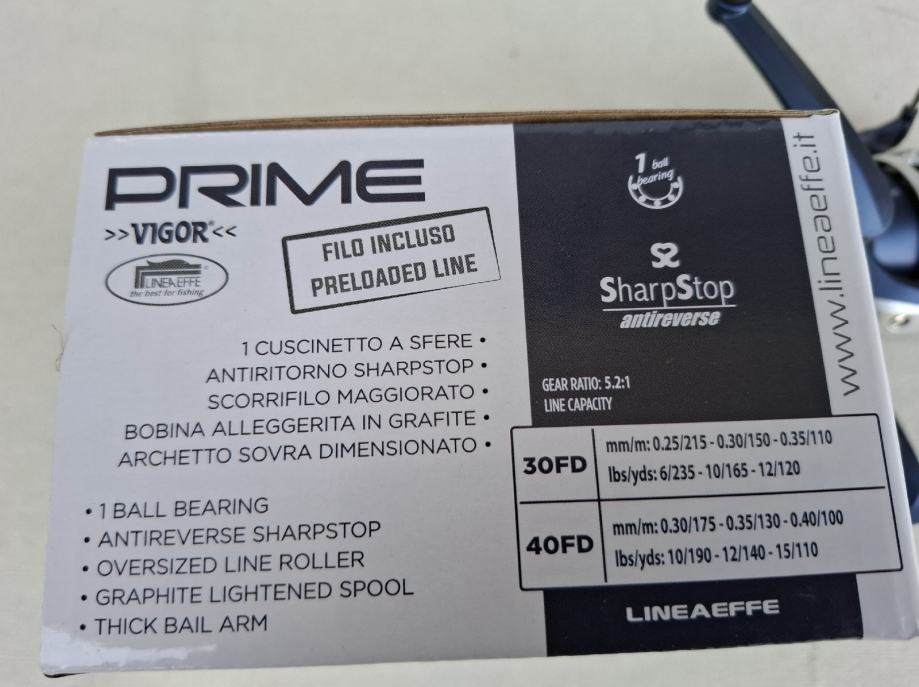 PRIME
>>VIGOR®<<
LINEAEFFE®
the best for fishing
FILO INCLUSO
PRELOADED LINE
1 CUSCINETTO A SFERE •
ANTIRITORNO SHARPSTOP •
SCORRIFILO MAGGIORATO •
BOBINA ALLEGGERITA IN GRAFITE •
ARCHETTO SOVRA DIMENSIONATO •
• 1 BALL BEARING
• ANTIREVERSE SHARPSTOP
• OVERSIZED LINE ROLLER
• GRAPHITE LIGHTENED SPOOL
• THICK BAIL ARM
1 ball
bearing
SharpStop
antireverse
GEAR RATIO: 5.2:1
LINE CAPACITY
30FD
mm/m: 0.25/215 - 0.30/150 - 0.35/110
lbs/yds: 6/235 - 10/165 - 12/120
40FD
mm/m: 0.30/175 - 0.35/130 - 0.40/100
lbs/yds: 10/190 - 12/140 - 15/110
LINEAEFFE
www.lineaeffe.it